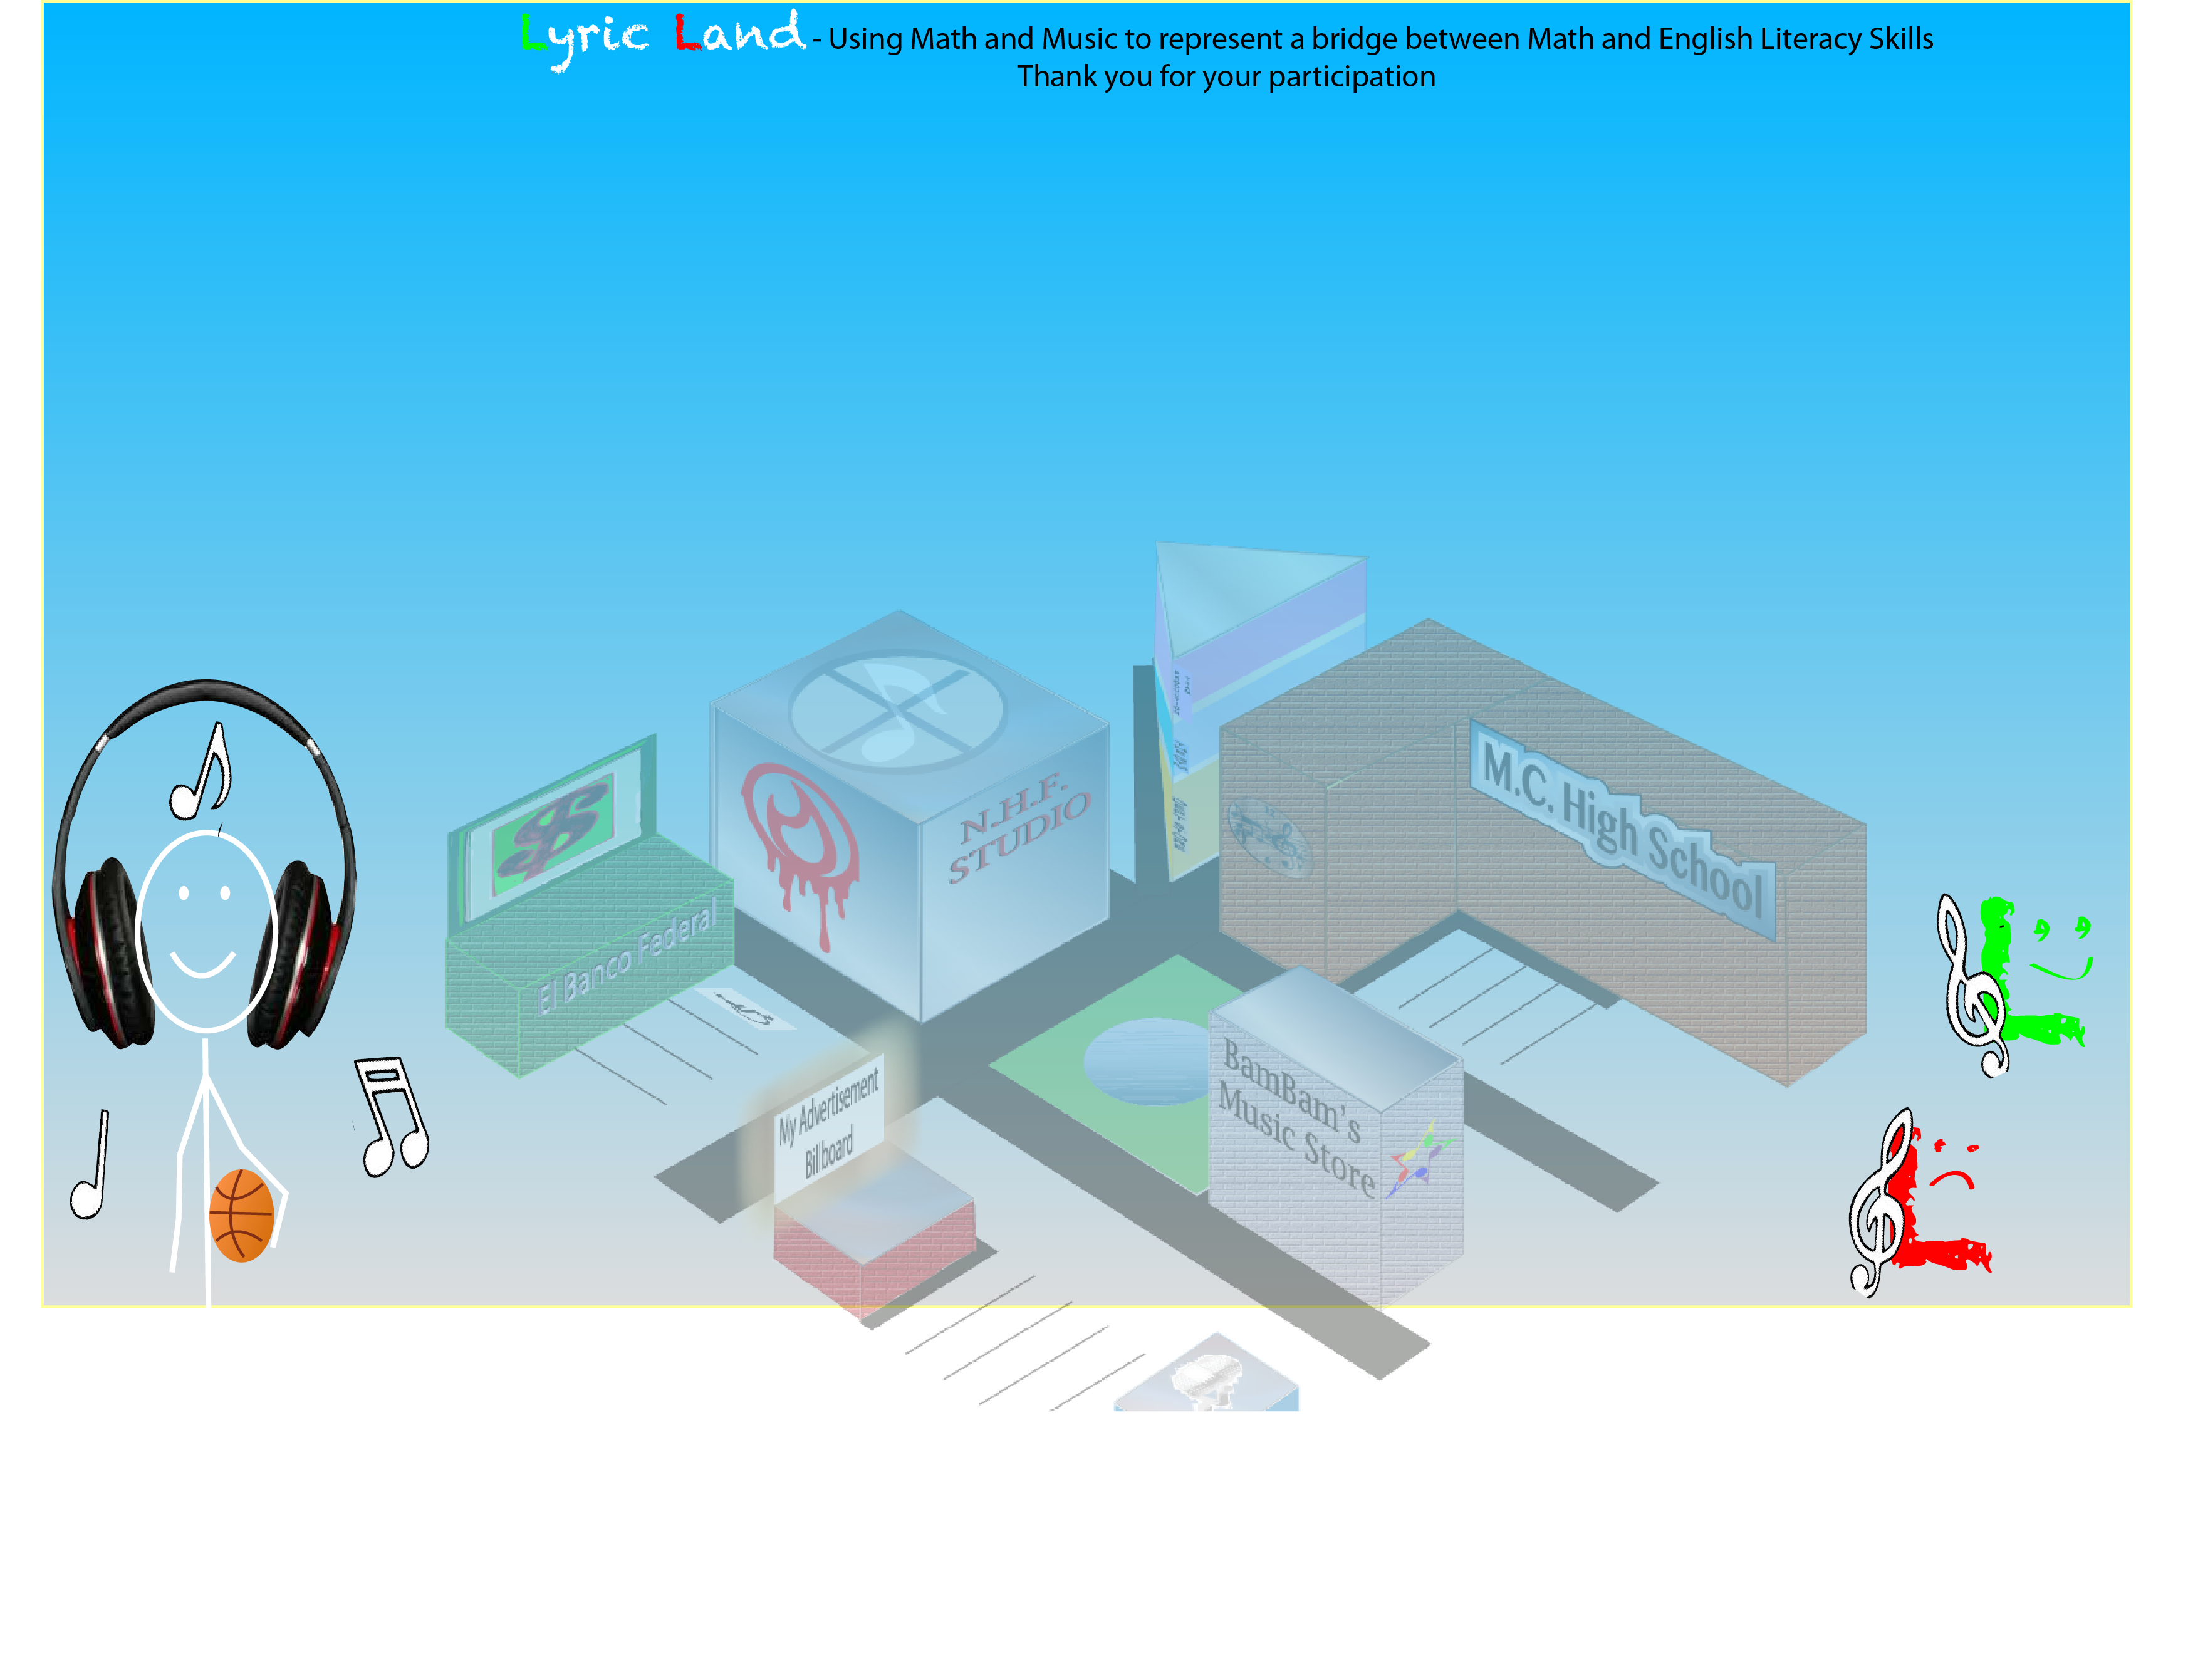 Lyric Land - Using Math and Music to represent a bridge between Math and English Literacy Skills
Thank you for your participation
N.H.F.
STUDIO
M.C. High School
El Banco Federal
My Advertisement
Billboard
BamBam's
Music Store